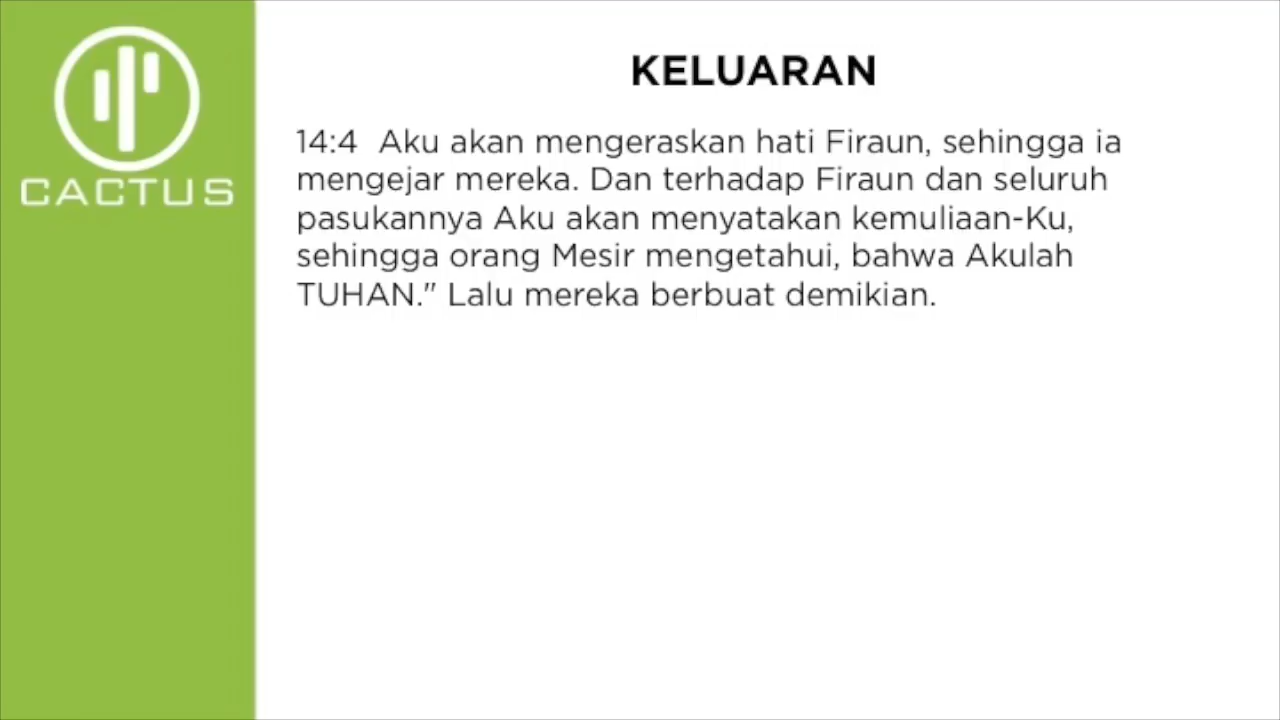 CACTUS
KELUARAN
14:4 Aku akan mengeraskan hati Firaun, sehingga ia
mengejar mereka. Dan terhadap Firaun dan seluruh
pasukannya Aku akan menyatakan kemuliaan-Ku,
sehingga orang Mesir mengetahui, bahwa Akulah
TUHAN." Lalu mereka berbuat demikian.